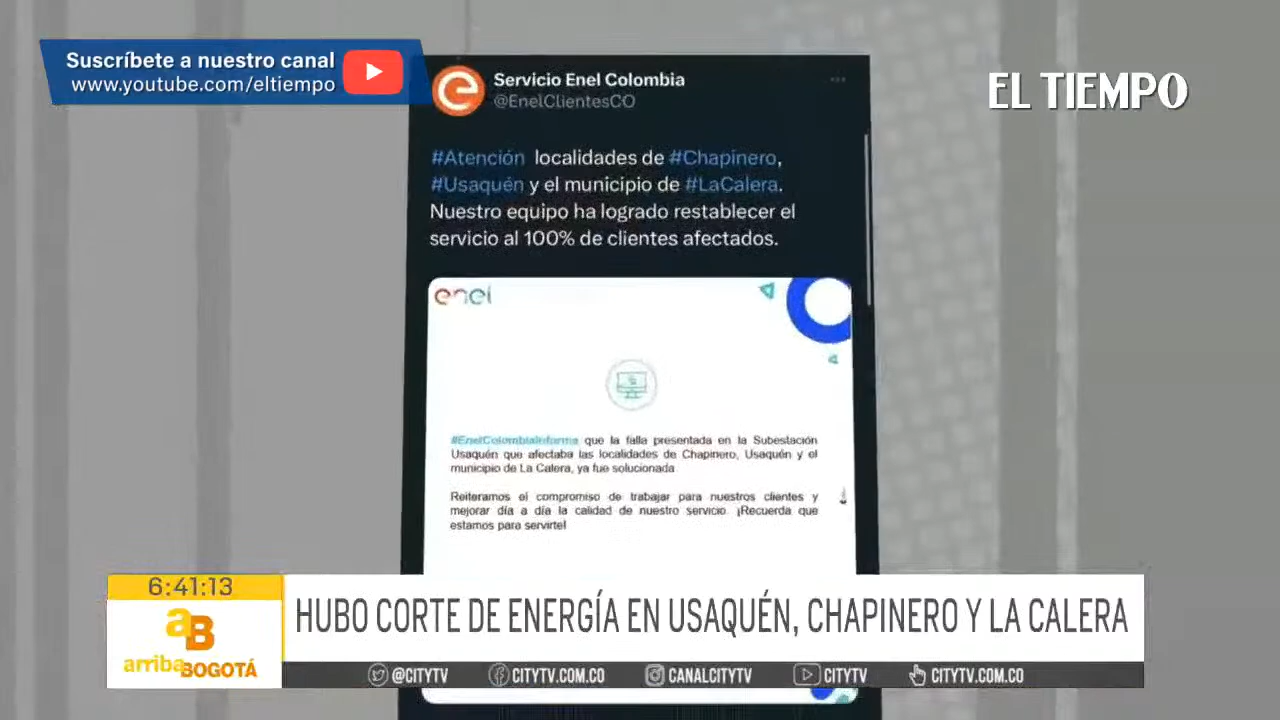 Suscríbete a nuestro canal
www.youtube.com/eltiempo
EL TIEMPO
Servicio Enel Colombia
@EnelClientesCO
#Atención localidades de #Chapinero,
#Usaquén y el municipio de #LaCalera.
Nuestro equipo ha logrado restablecer el
servicio al 100% de clientes afectados.
enel
#EnelColombiaInforma que la falla presentada en la Subestación
Usaquén que afectaba las localidades de Chapinero, Usaquén y el
municipio de La Calera, ya fue solucionada
Reiteramos el compromiso de trabajar para nuestros clientes y
mejorar día a día la calidad de nuestro servicio. ¡Recuerda que
estamos para servirte!
6:41:13
aB
arriba BOGOTÁ
HUBO CORTE DE ENERGÍA EN USAQUÉN, CHAPINERO Y LA CALERA
@CITYTV CITYTV.COM.CO CANALCITYTV CITYTV CITYTV.COM.CO